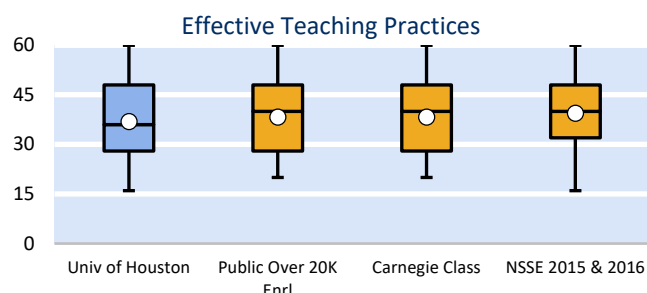 Effective Teaching Practices
60
45
30
15
0
Univ of Houston
Public Over 20K
Enrl
Carnegie Class
NSSE 2015 & 2016